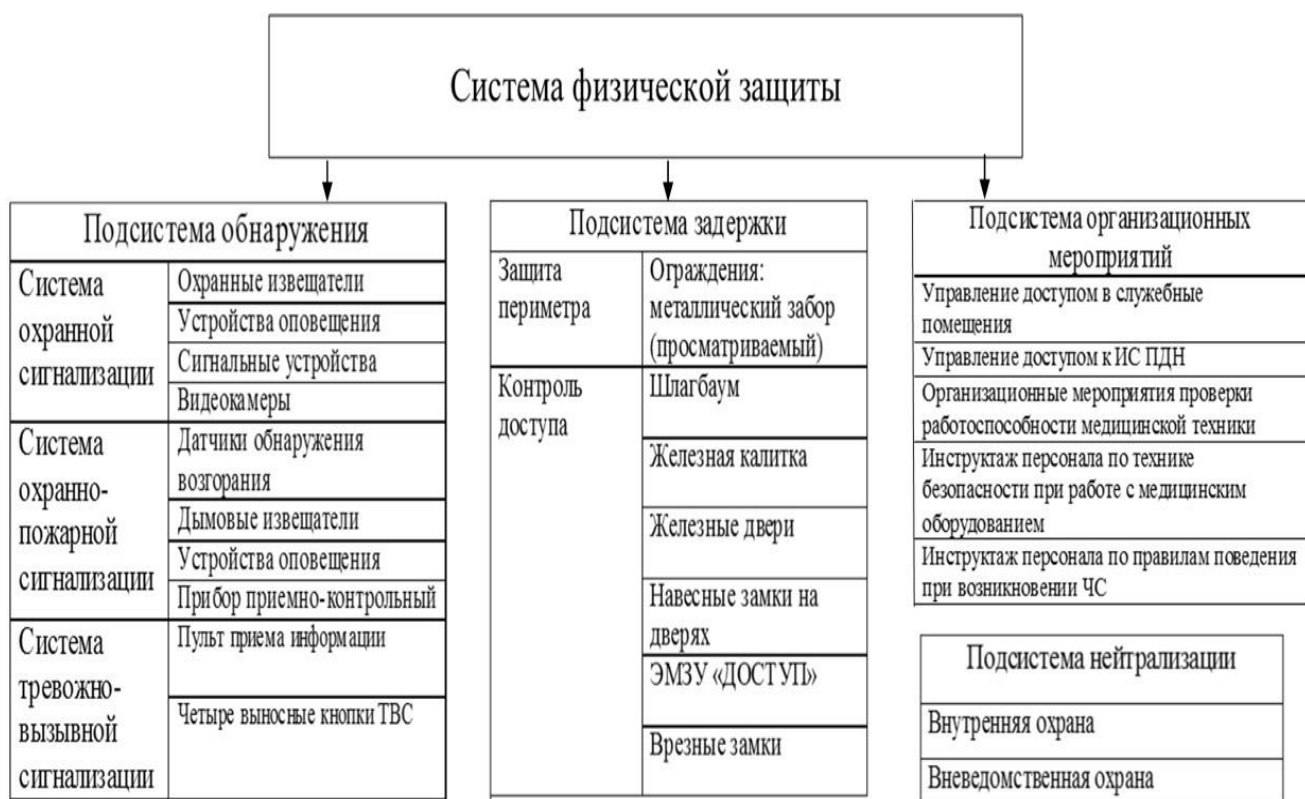 Система физической защиты
Подсистема обнаружения
Система
охранной
сигнализации
Охранные извещатели
Устройства оповещения
Сигнальные устройства
Видеокамеры
Система
охранно-
пожарной
сигнализации
Датчики обнаружения
возгорания
Дымовые извещатели
Устройства оповещения
Прибор приемно-контрольный
Система
тревожно-
вызывной
сигнализации
Пульт приема информации
Четыре выносные кнопки ТВС
Подсистема задержки
Защита
периметра
Ограждения:
металлический забор
(просматриваемый)
Контроль
доступа
Шлагбаум
Железная калитка
Железные двери
Навесные замки на
дверях
ЭМЗУ «ДОСТУП»
Врезные замки
Подсистема организационных
мероприятий
Управление доступом в служебные
помещения
Управление доступом к ИС ПДН
Организационные мероприятия проверки
работоспособности медицинской техники
Инструктаж персонала по технике
безопасности при работе с медицинским
оборудованием
Инструктаж персонала по правилам поведения
при возникновении ЧС
Подсистема нейтрализации
Внутренняя охрана
Вневедомственная охрана